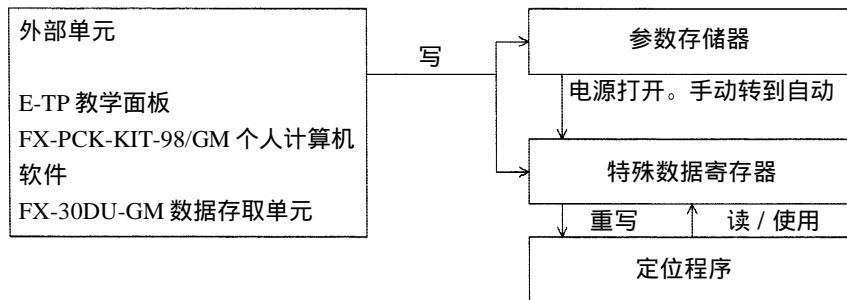 外部单元
E-TP 教学面板
FX-PCK-KIT-98/GM 个人计算机
软件
FX-30DU-GM 数据存取单元
写
参数存储器
电源打开。手动转到自动
特殊数据寄存器
重写 读 / 使用
定位程序